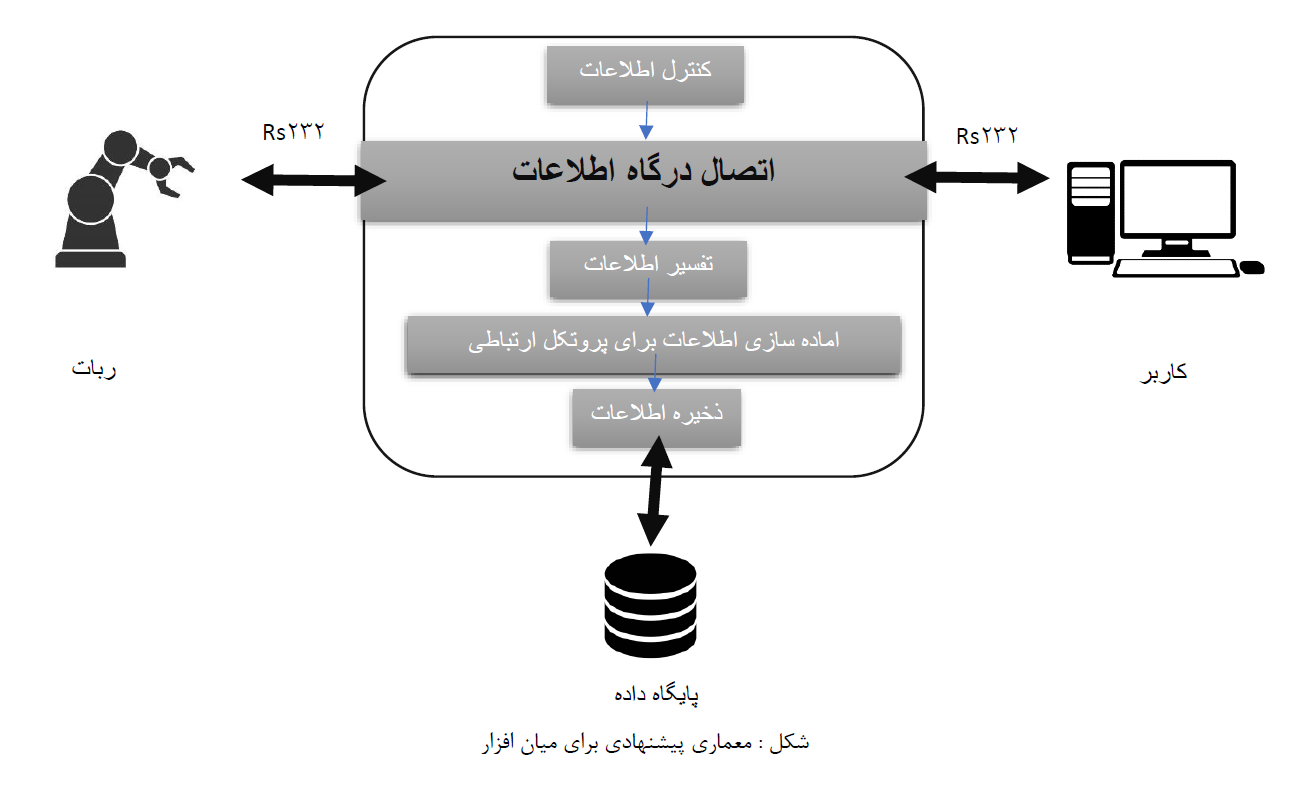 کنترل اطلاعات
Rs۲۳۲
Rs۲۳۲
اتصال درگاه اطلاعات
تفسیر اطلاعات
اماده سازی اطلاعات برای پروتکل ارتباطی
ربات
کاربر
ذخیره اطلاعات
پایگاه داده
شکل : معماری پیشنهادی برای میان افزار